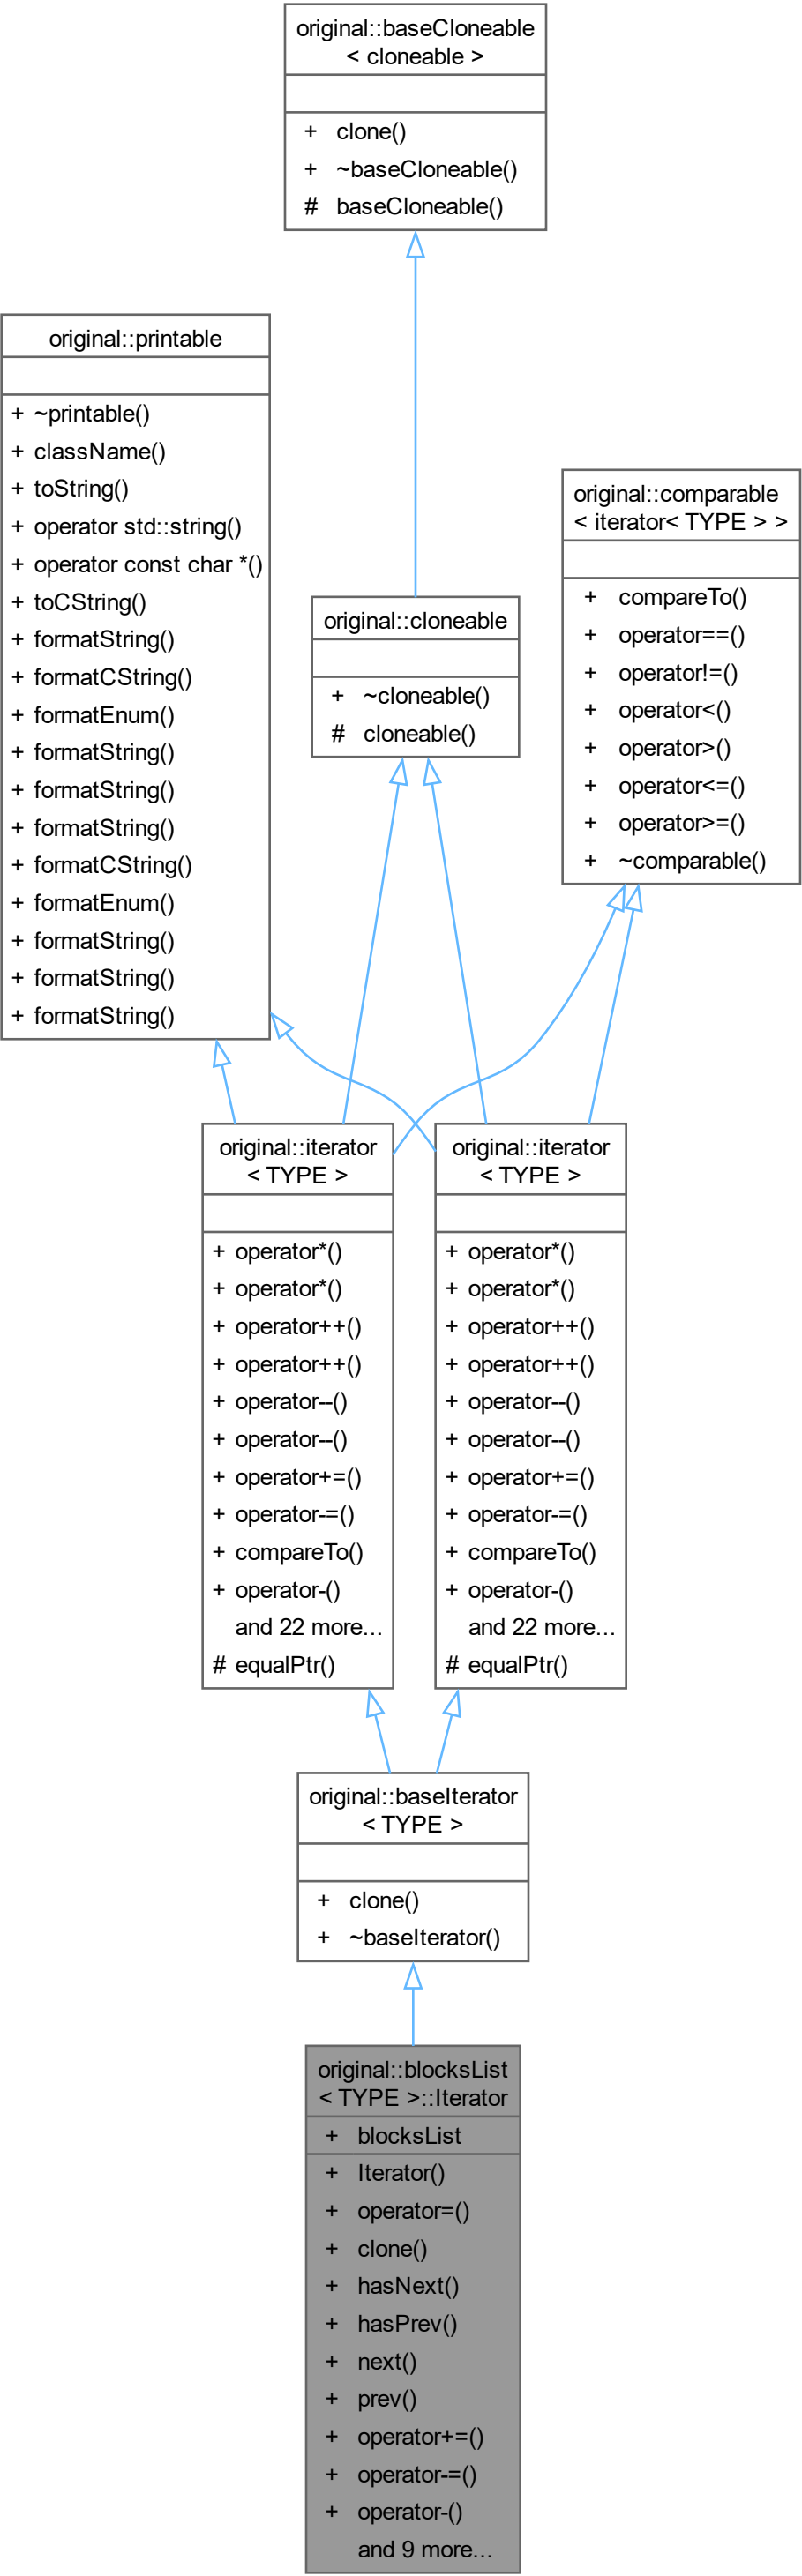 original::baseCloneable
< cloneable >
+ clone()
+ ~baseCloneable()
# baseCloneable()
original::printable
+ ~printable()
+ className()
+ toString()
+ operator std::string()
+ operator const char *()
+ toCString()
+ formatString()
+ formatCString()
+ formatEnum()
+ formatString()
+ formatString()
+ formatString()
+ formatCString()
+ formatEnum()
+ formatString()
+ formatString()
+ formatString()
original::cloneable
+ ~cloneable()
# cloneable()
original::comparable
< iterator< TYPE > >
+ compareTo()
+ operator==()
+ operator!=()
+ operator<()
+ operator>()
+ operator<=()
+ operator>=()
+ ~comparable()
original::iterator
< TYPE >
+ operator*()
+ operator*()
+ operator++()
+ operator++()
+ operator--()
+ operator--()
+ operator+=()
+ operator-=()
+ compareTo()
+ operator-()
and 22 more...
# equalPtr()
original::iterator
< TYPE >
+ operator*()
+ operator*()
+ operator++()
+ operator++()
+ operator--()
+ operator--()
+ operator+=()
+ operator-=()
+ compareTo()
+ operator-()
and 22 more...
# equalPtr()
original::baseIterator
< TYPE >
+ clone()
+ ~baseIterator()
original::blocksList
< TYPE >::Iterator
+ blocksList
+ Iterator()
+ operator=()
+ clone()
+ hasNext()
+ hasPrev()
+ next()
+ prev()
+ operator+=()
+ operator-=()
+ operator-()
and 9 more...